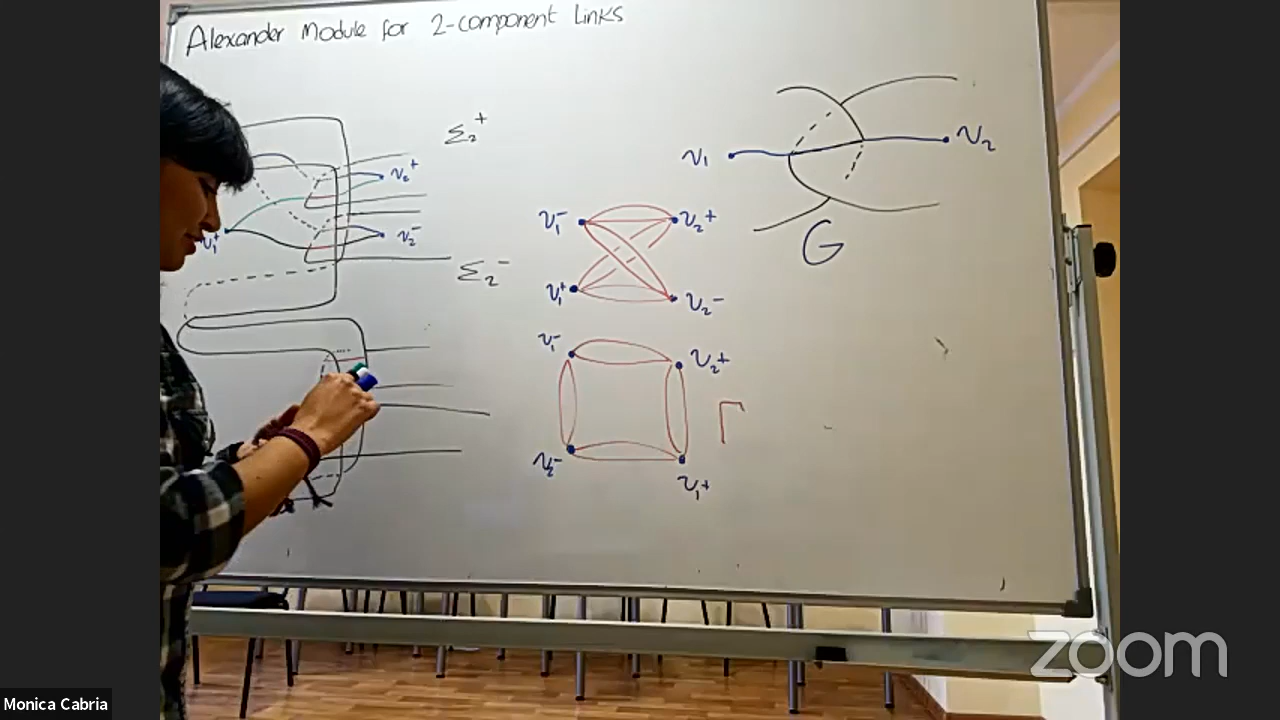 Alexander Module for 2-component Links
Σ₂⁺
v₂⁺
v₁⁺
v₂⁻
Σ₂⁻
v₁
v₂
G
v₁⁻
v₂⁺
v₁⁺
v₂⁻
v₁⁻
v₂⁺
Γ
v₂⁻
v₁⁺
zoom
Monica Cabria